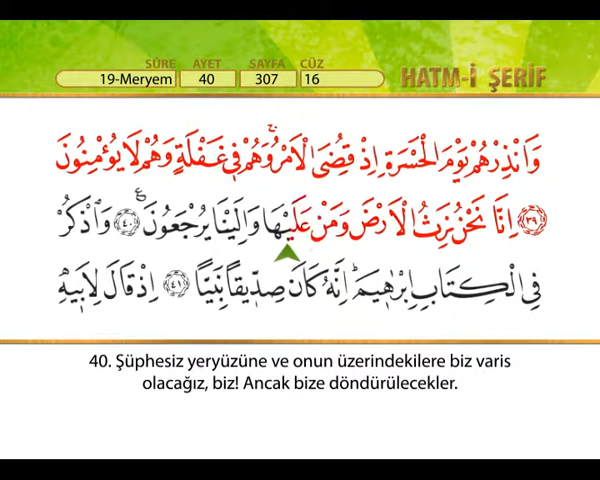 SÛRE AYET SAYFA CÜZ
19-Meryem 40 307 16 HATM-İ ŞERİF
وَاَنْذِرْهُمْ يَوْمَ الْحَسْرَةِ اِذْ قُضِىَ الْاَمْرُۢ وَهُمْ فٖى غَفْلَةٍ وَهُمْ لَا يُؤْمِنُونَ
﴿٣٩﴾ اِنَّا نَحْنُ نَرِثُ الْاَرْضَ وَمَنْ عَلَيْهَا وَاِلَيْنَا يُرْجَعُونَ ﴿٤٠﴾ وَاذْكُرْ
فِى الْكِتَابِ اِبْرٰهٖيمَ اِنَّهُ كَانَ صِدّٖيقًا نَبِيًّا ﴿٤١﴾ اِذْ قَالَ لِاَبٖيهِ
40. Şüphesiz yeryüzüne ve onun üzerindekilere biz varis
olacağız, biz! Ancak bize döndürülecekler.